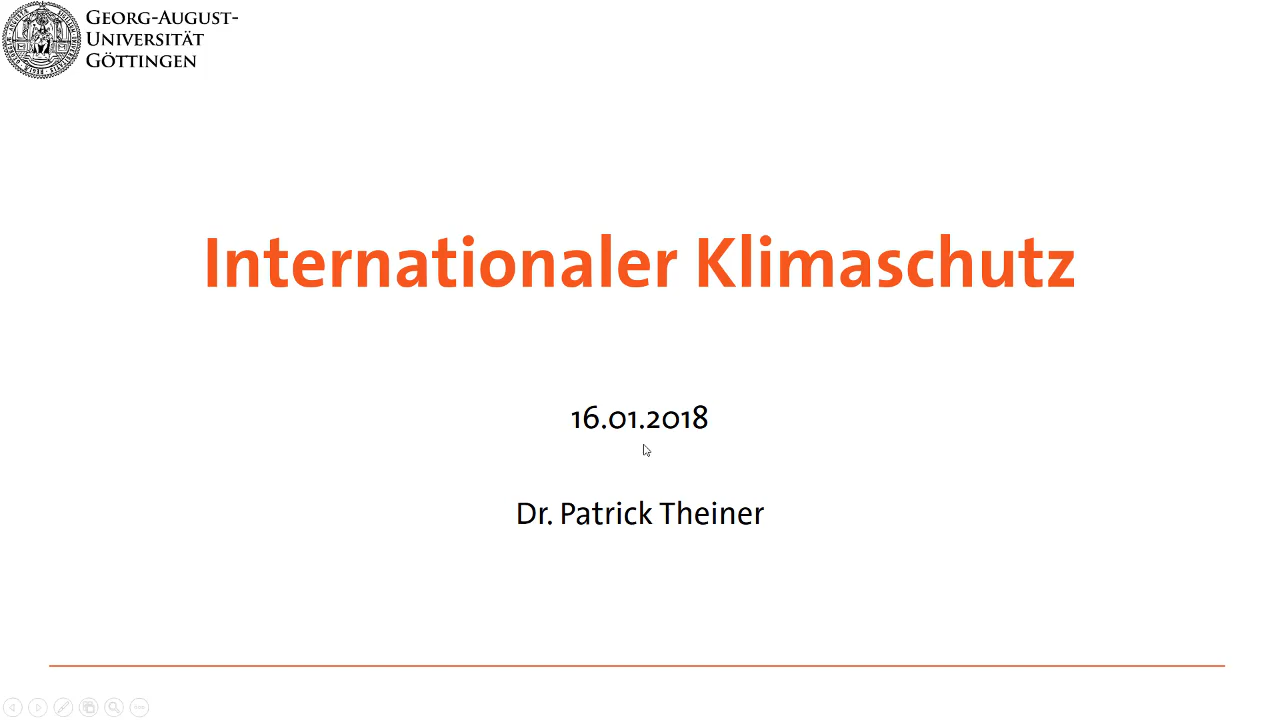 GEORG-AUGUST-
UNIVERSITÄT
GÖTTINGEN
Internationaler Klimaschutz
16.01.2018
Dr. Patrick Theiner